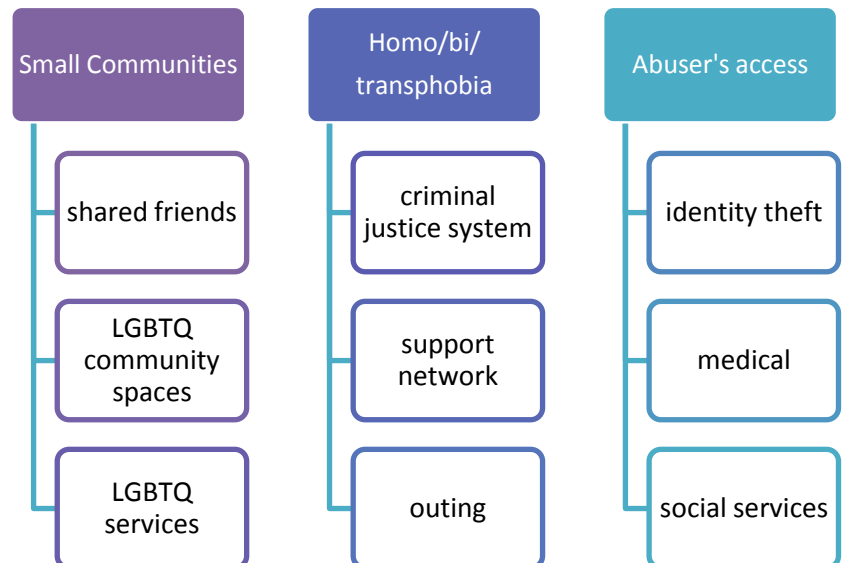 Small Communities
shared friends
LGBTQ
community
spaces
LGBTQ
services
Homo/bi/
transphobia
criminal
justice system
support
network
outing
Abuser's access
identity theft
medical
social services